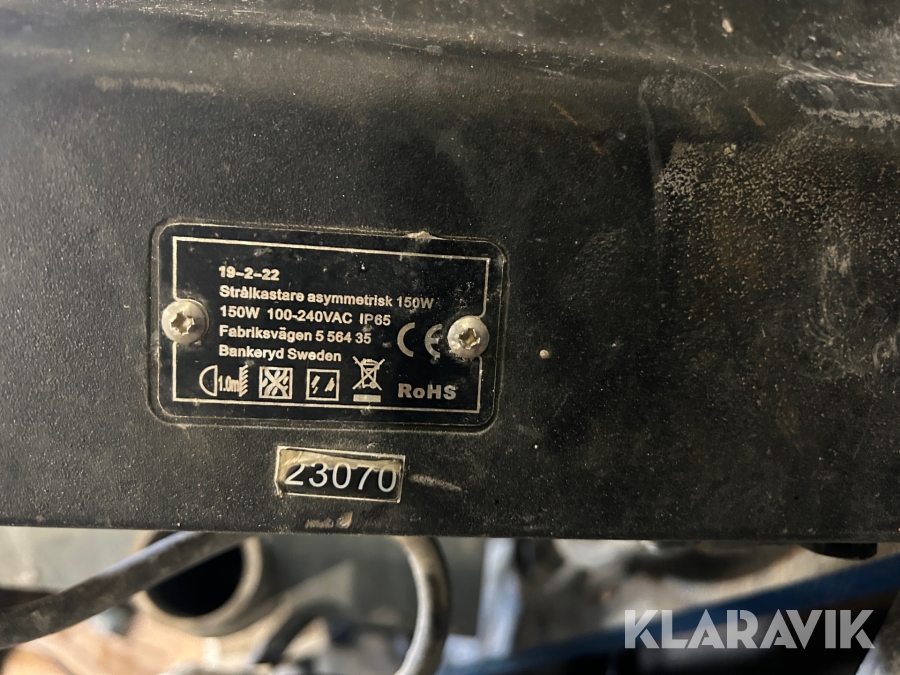 KLARAVIK
19-2-22
Strålkastare asymmetrisk 150W
150W 100-240VAC IP65
Fabriksvägen 5 564 35
Bankeryd Sweden
CE
1.0m
RoHS
23070
KLARAVIK